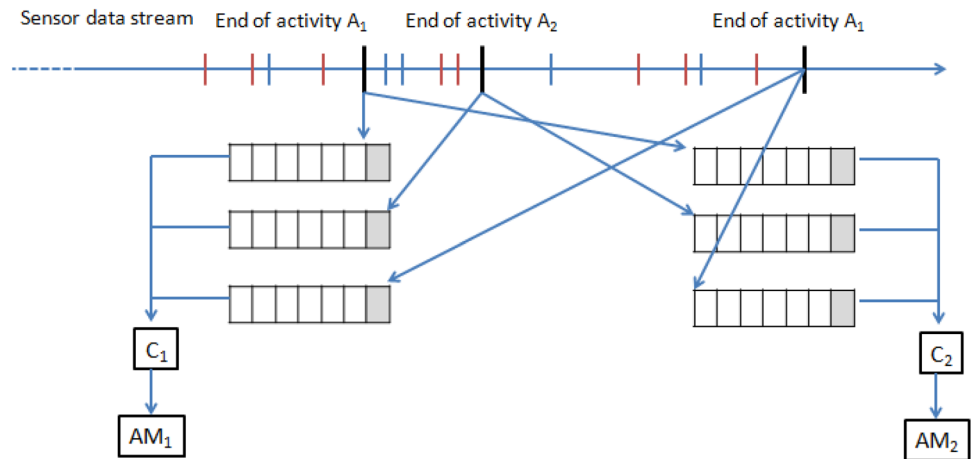 Sensor data stream
End of activity A₁
End of activity A₂
End of activity A₁
C₁
C₂
AM₁
AM₂